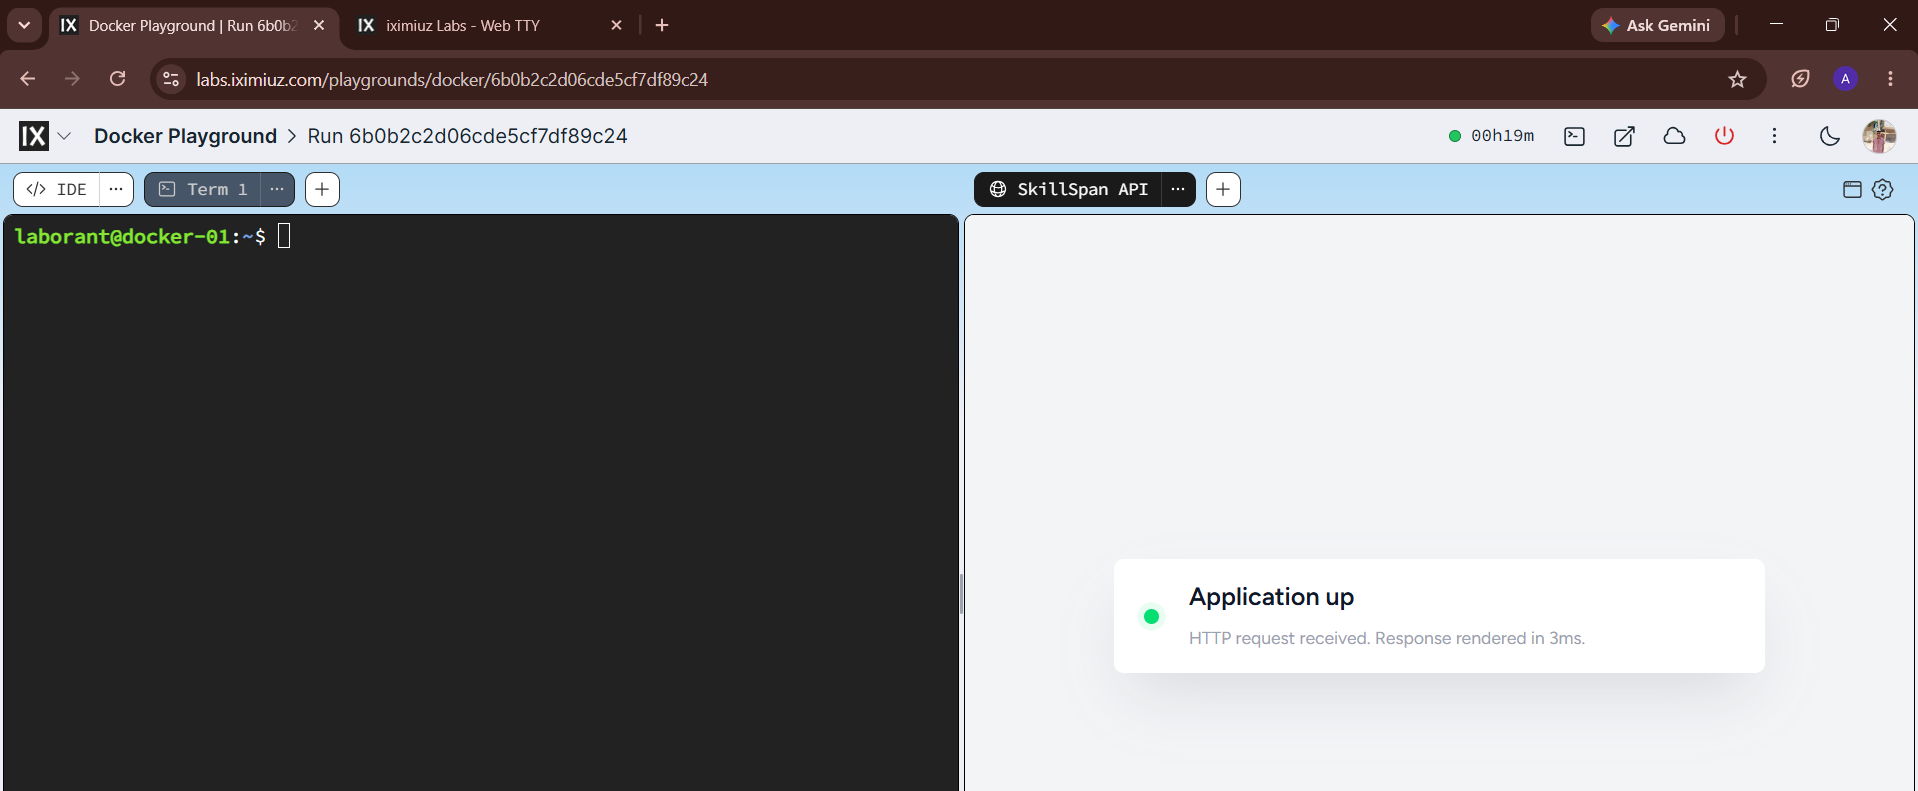 Docker Playground | Run 6b0b2
iximiuz Labs - Web TTY
Ask Gemini
labs.iximiuz.com/playgrounds/docker/6b0b2c2d06cde5cf7df89c24
A
IX
Docker Playground > Run 6b0b2c2d06cde5cf7df89c24
00h19m
</> IDE
Term 1
SkillSpan API
laborant@docker-01:~$
Application up
HTTP request received. Response rendered in 3ms.